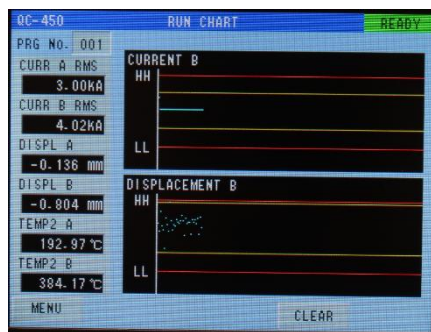 QC-450 RUN CHART READY
PRG NO. 001
CURR A RMS
3.00kA
CURR B RMS
4.02kA
DISPL A
-0.136 mm
DISPL B
-0.804 mm
TEMP2 A
192.97 ℃
TEMP2 B
384.17 ℃
MENU
CURRENT B
HH
LL
DISPLACEMENT B
HH
LL
CLEAR